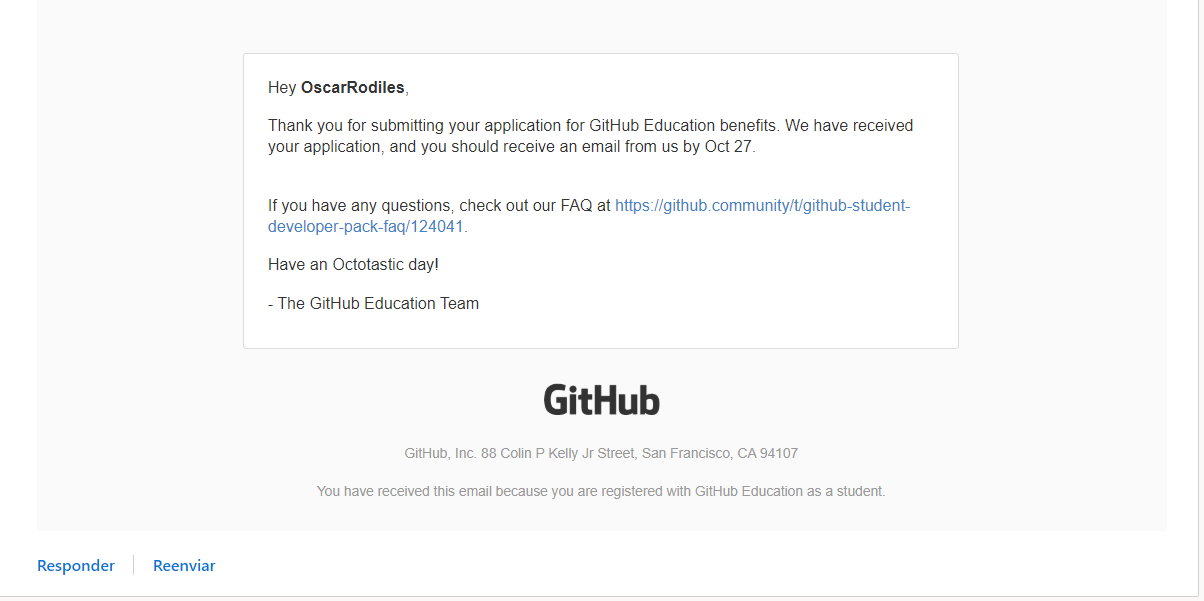 Hey OscarRodiles,
Thank you for submitting your application for GitHub Education benefits. We have received
your application, and you should receive an email from us by Oct 27.
If you have any questions, check out our FAQ at https://github.community/t/github-student-
developer-pack-faq/124041.
Have an Octotastic day!
- The GitHub Education Team
GitHub
GitHub, Inc. 88 Colin P Kelly Jr Street, San Francisco, CA 94107
You have received this email because you are registered with GitHub Education as a student.
Responder
Reenviar